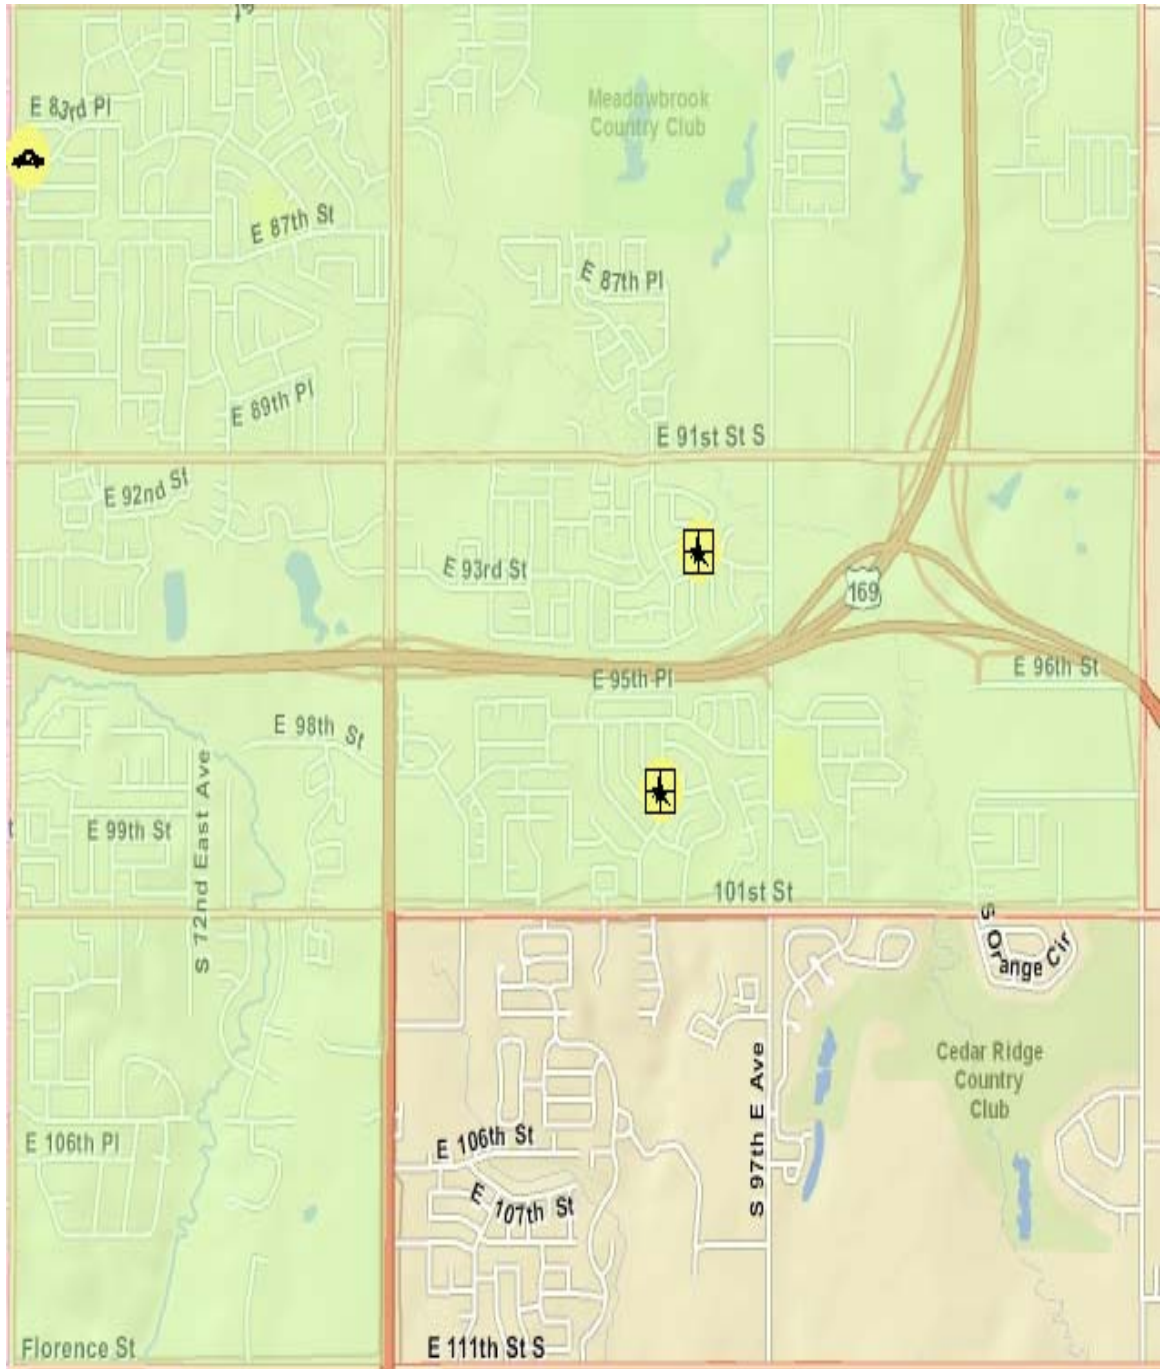 E 83rd Pl
Meadowbrook
Country Club
E 87th St
E 87th Pl
E 89th Pl
E 91st St S
E 92nd St
E 93rd St
169
E 95th Pl
E 96th St
E 98th St
S 72nd East Ave
E 99th St
101st St
S Orange Cir
Cedar Ridge
Country
Club
S 97th E Ave
E 106th Pl
E 106th St
E 107th St
Florence St
E 111th St S